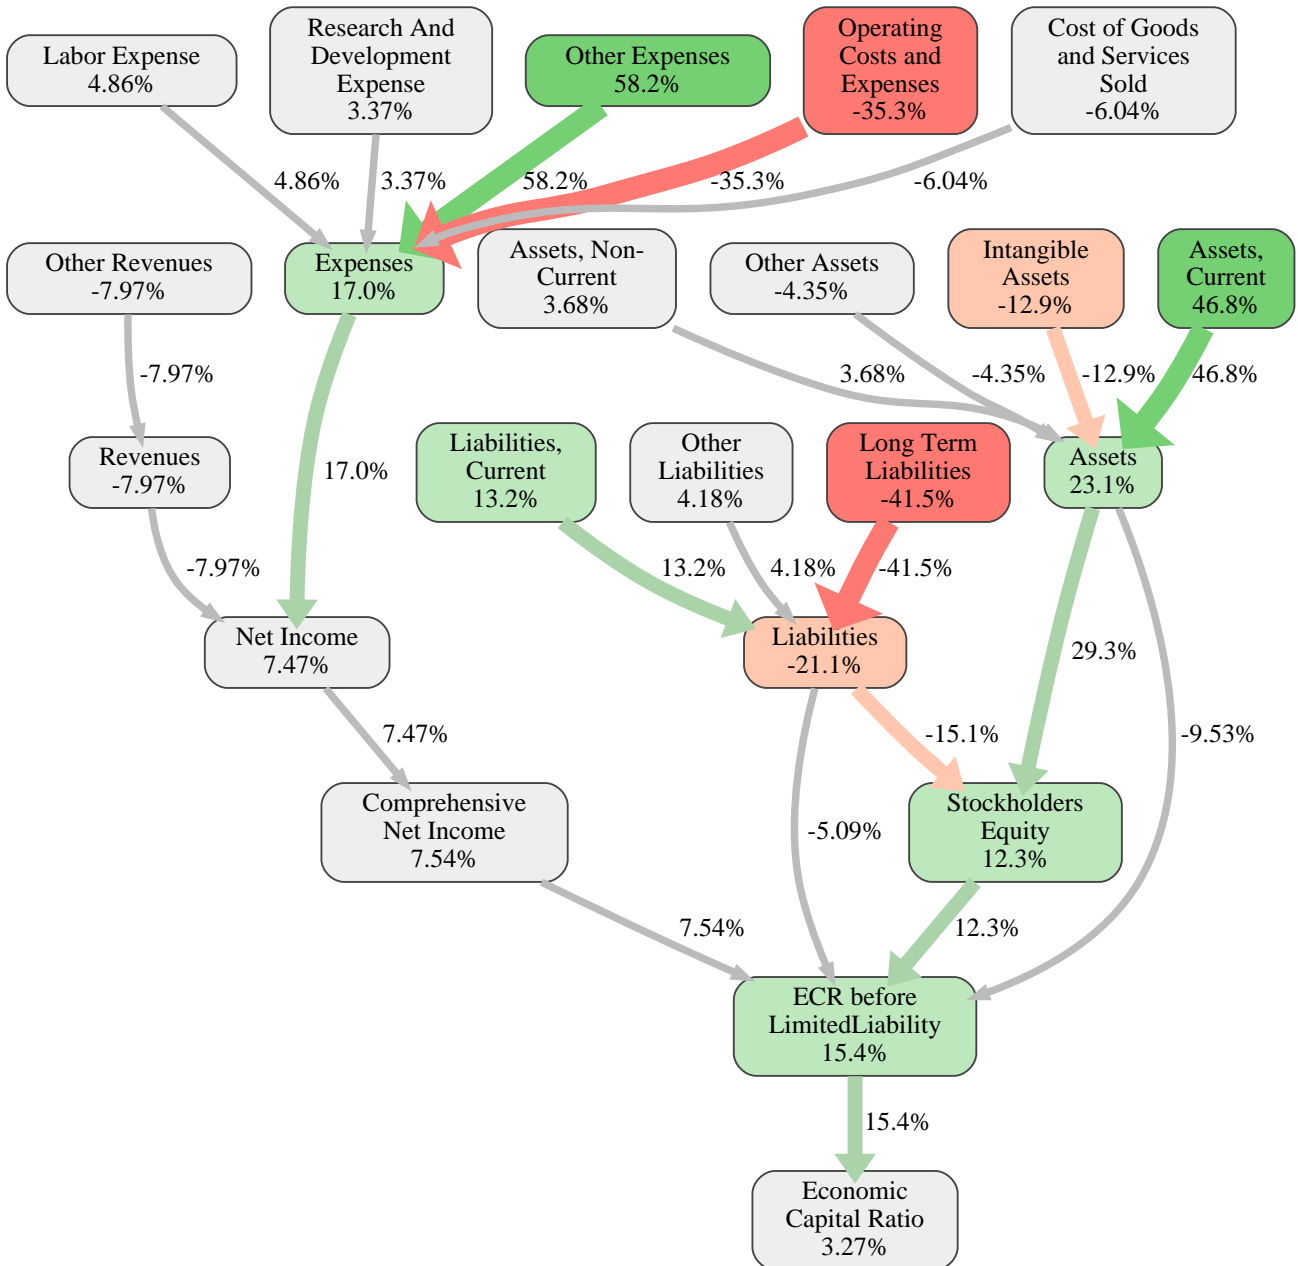 Labor Expense
4.86%
Research And
Development
Expense
3.37%
Other Expenses
58.2%
Operating
Costs and
Expenses
-35.3%
Cost of Goods
and Services
Sold
-6.04%
4.86%
3.37%
58.2%
-35.3%
-6.04%
Other Revenues
-7.97%
Expenses
17.0%
Assets, Non-
Current
3.68%
Other Assets
-4.35%
Intangible
Assets
-12.9%
Assets,
Current
46.8%
-7.97%
3.68%
-4.35%
-12.9%
46.8%
Revenues
-7.97%
17.0%
Liabilities,
Current
13.2%
Other
Liabilities
4.18%
Long Term
Liabilities
-41.5%
Assets
23.1%
-7.97%
13.2%
4.18%
-41.5%
Net Income
7.47%
Liabilities
-21.1%
29.3%
7.47%
-15.1%
-9.53%
Comprehensive
Net Income
7.54%
-5.09%
Stockholders
Equity
12.3%
7.54%
12.3%
ECR before
LimitedLiability
15.4%
15.4%
Economic
Capital Ratio
3.27%